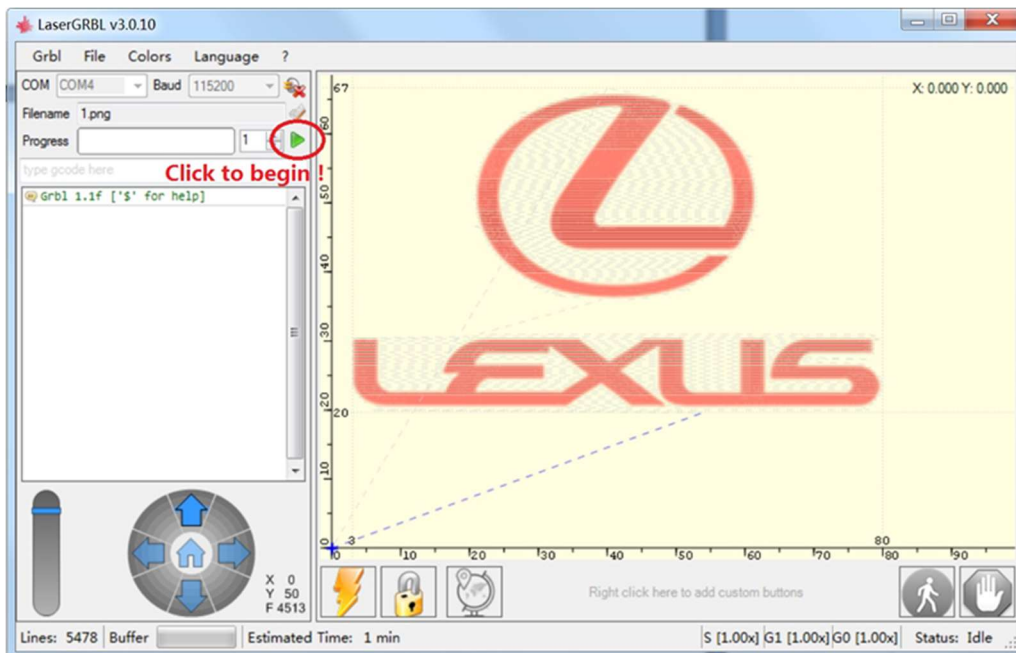 LaserGRBL v3.0.10
Grbl File Colors Language ?
COM COM4 Baud 115200
Filename 1.png
Progress 1
type gcode here
Click to begin !
Grbl 1.1f ['$' for help]
X: 0.000 Y: 0.000
67
60
50
40
30
20
20
10
0
3
80
0 10 20 30 40 50 60 70 80 90
LEXUS
X 0
Y 50
F 4513
Right click here to add custom buttons
Lines: 5478 Buffer Estimated Time: 1 min S [1.00x] G1 [1.00x] G0 [1.00x] Status: Idle